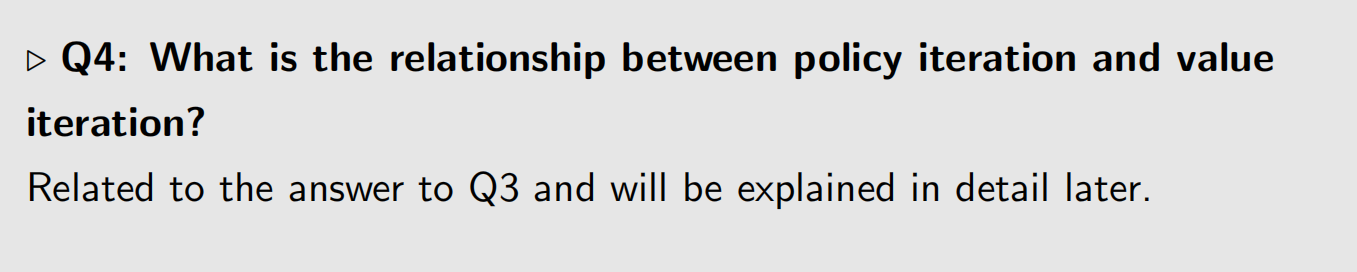 ▷ Q4: What is the relationship between policy iteration and value
iteration?
Related to the answer to Q3 and will be explained in detail later.